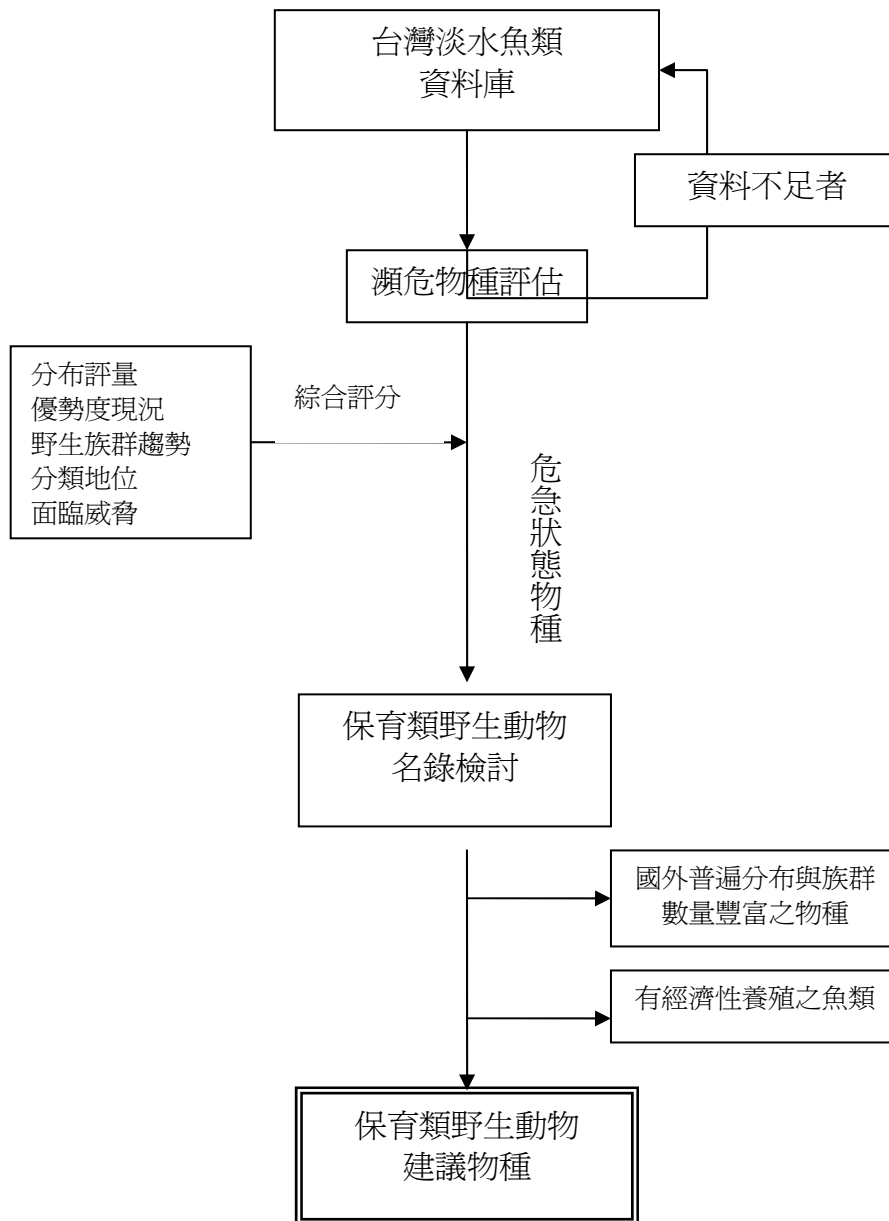 台灣淡水魚類
資料庫
資料不足者
瀕危物種評估
分布評量
優勢度現況
野生族群趨勢
分類地位
面臨威脅
綜合評分
危急狀態物種
保育類野生動物
名錄檢討
國外普遍分布與族群
數量豐富之物種
有經濟性養殖之魚類
保育類野生動物
建議物種